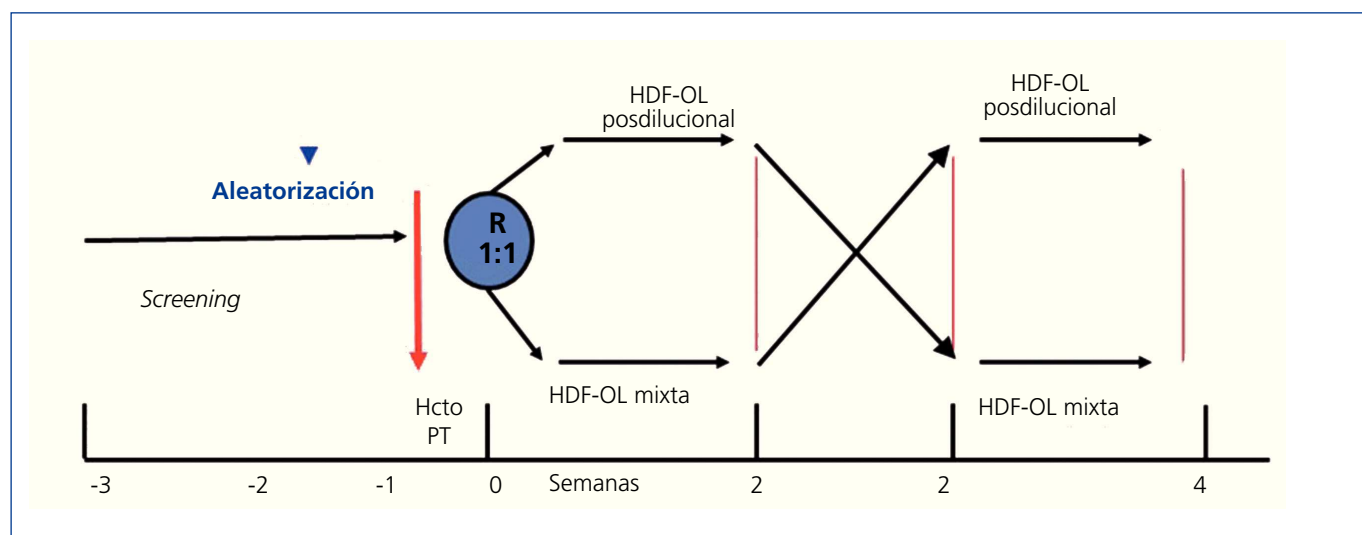 HDF-OL
posdilucional
HDF-OL
posdilucional
Aleatorización
R
1:1
Screening
HDF-OL mixta
HDF-OL mixta
Hcto
PT
-3 -2 -1 0 Semanas 2 2 4